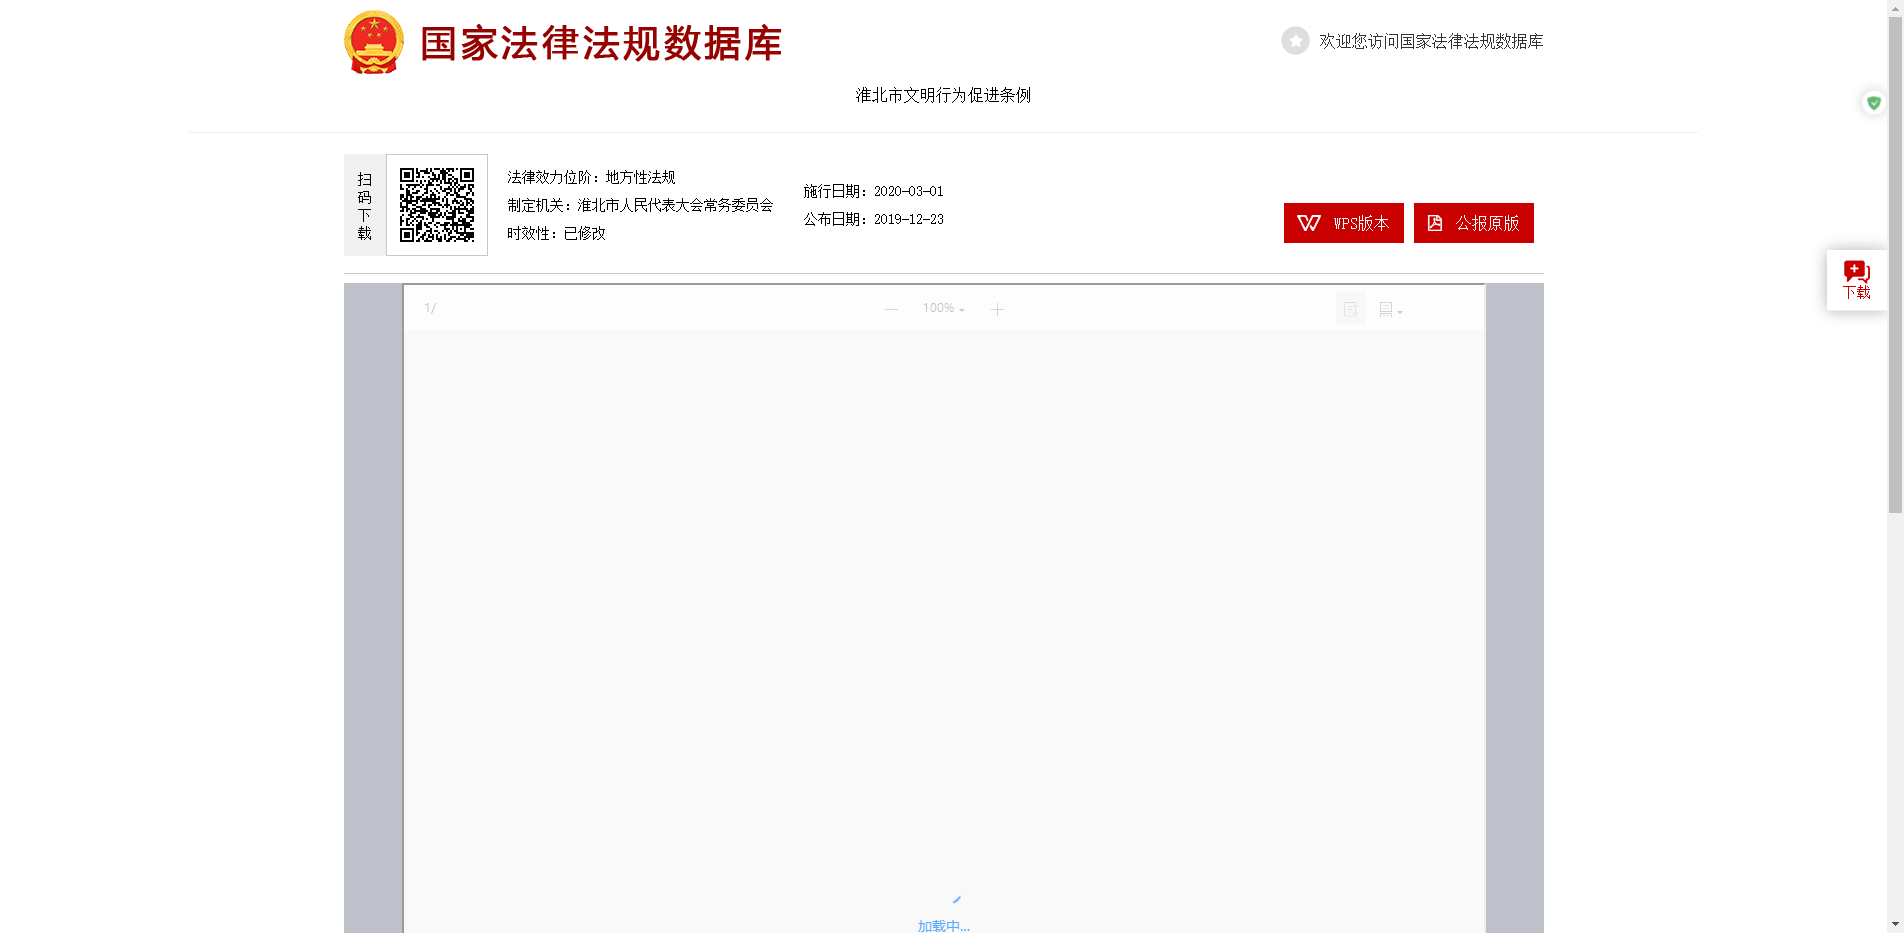 国家法律法规数据库
欢迎您访问国家法律法规数据库
淮北市文明行为促进条例
扫码下载
法律效力位阶：地方性法规
制定机关：淮北市人民代表大会常务委员会
时效性：已修改
施行日期：2020-03-01
公布日期：2019-12-23
WPS版本
公报原版
下载
1/
100%
加载中...